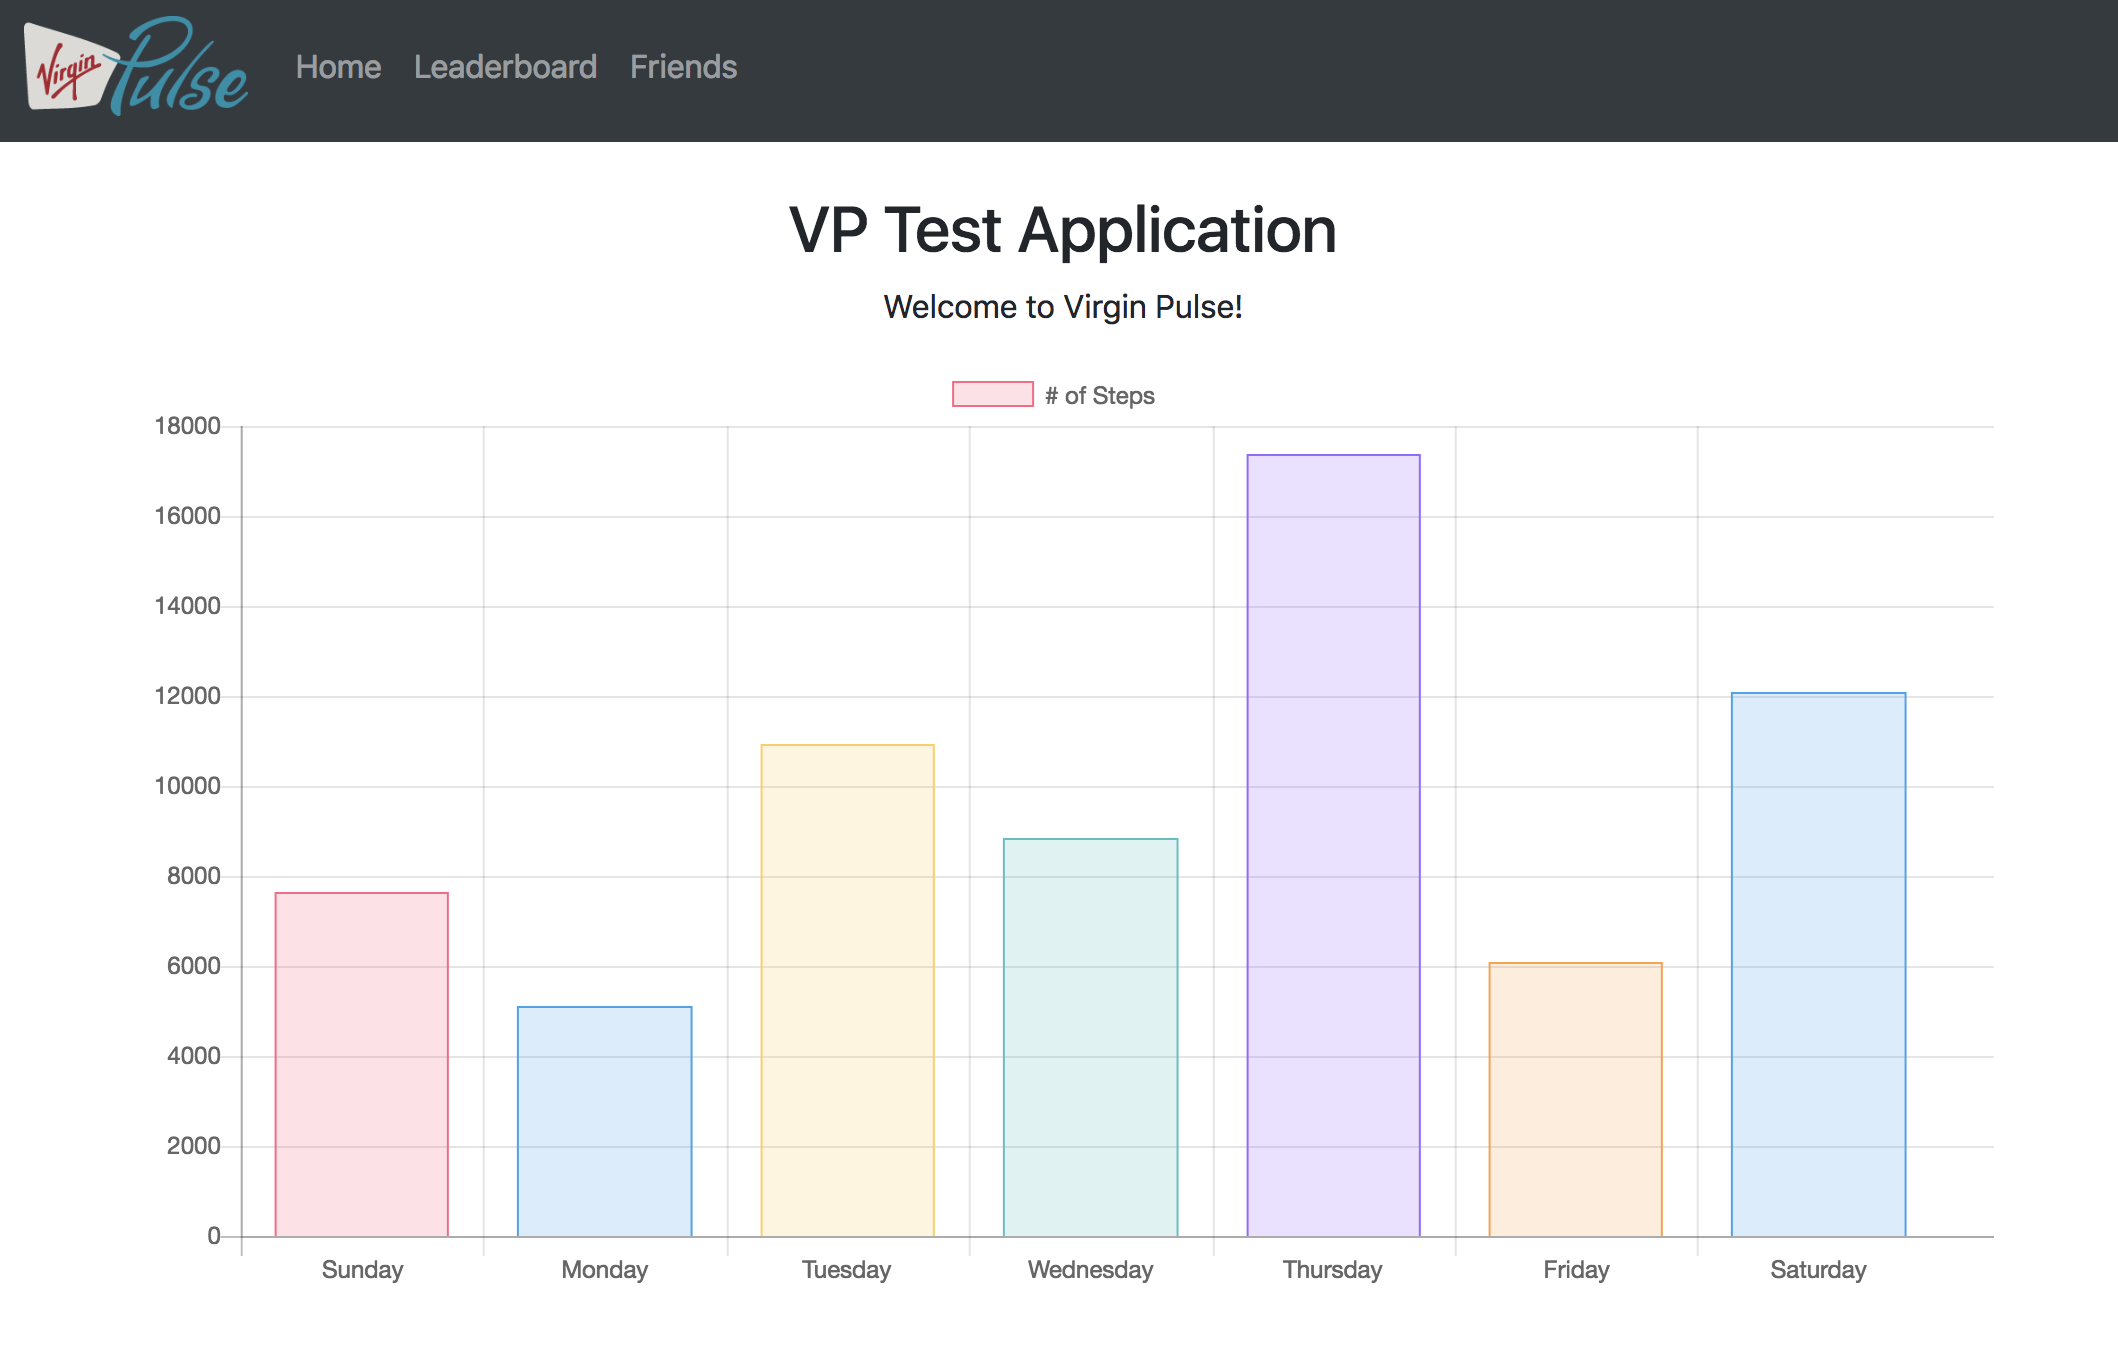 Virgin Pulse Home Leaderboard Friends
VP Test Application
Welcome to Virgin Pulse!
# of Steps
18000
16000
14000
12000
10000
8000
6000
4000
2000
0
Sunday Monday Tuesday Wednesday Thursday Friday Saturday